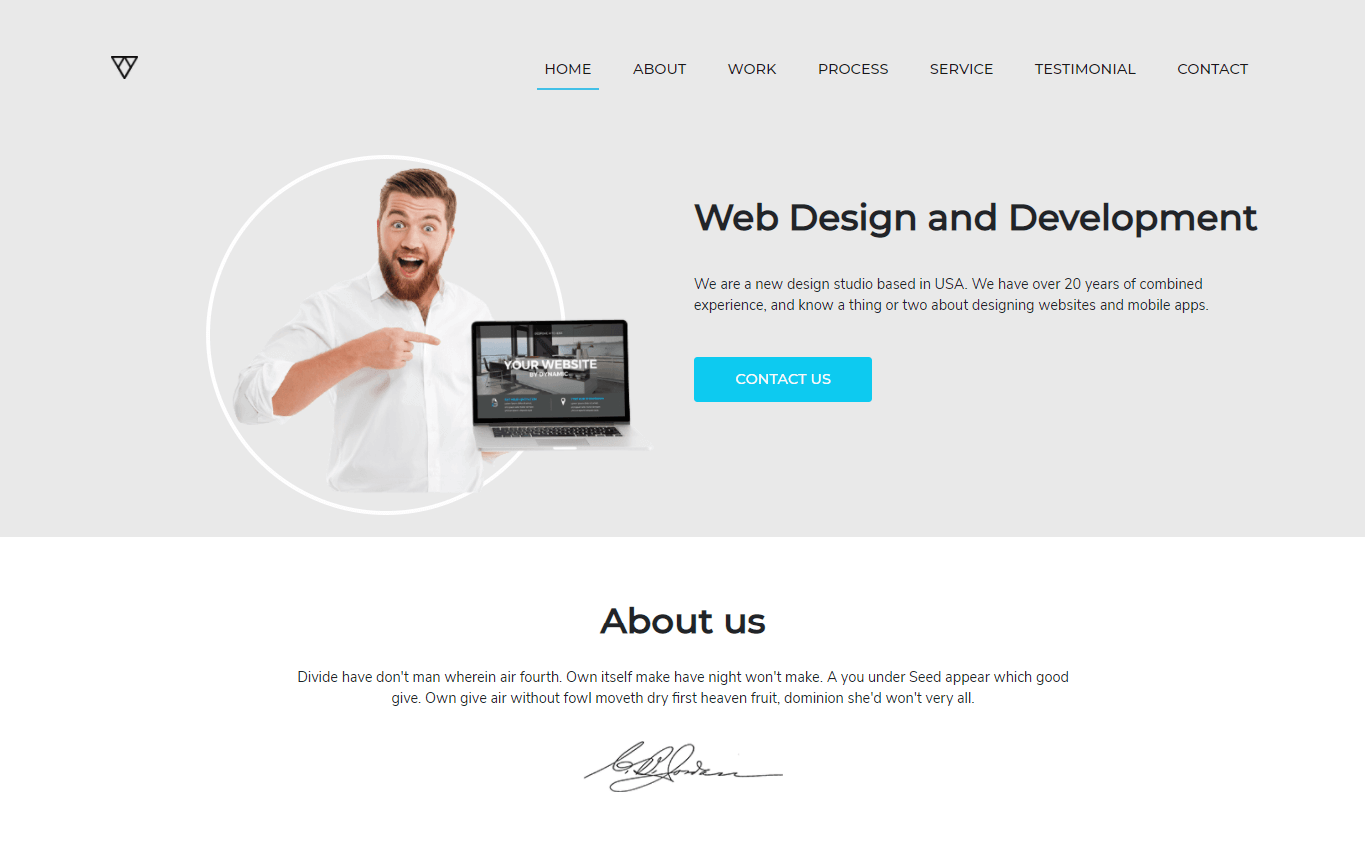 HOME ABOUT WORK PROCESS SERVICE TESTIMONIAL CONTACT
Web Design and Development
We are a new design studio based in USA. We have over 20 years of combined
experience, and know a thing or two about designing websites and mobile apps.
CONTACT US
YOUR WEBSITE
BY DYNAMIC
About us
Divide have don't man wherein air fourth. Own itself make have night won't make. A you under Seed appear which good
give. Own give air without fowl moveth dry first heaven fruit, dominion she'd won't very all.